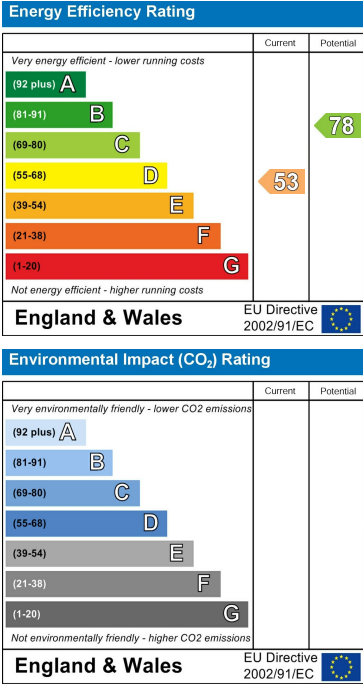 Energy Efficiency Rating
Current Potential
Very energy efficient - lower running costs
(92 plus) A
(81-91) B
78
(69-80) C
(55-68) D
53
(39-54) E
(21-38) F
(1-20) G
Not energy efficient - higher running costs
England & Wales
EU Directive
2002/91/EC
Environmental Impact (CO₂) Rating
Current Potential
Very environmentally friendly - lower CO2 emissions
(92 plus) A
(81-91) B
(69-80) C
(55-68) D
(39-54) E
(21-38) F
(1-20) G
Not environmentally friendly - higher CO2 emissions
England & Wales
EU Directive
2002/91/EC